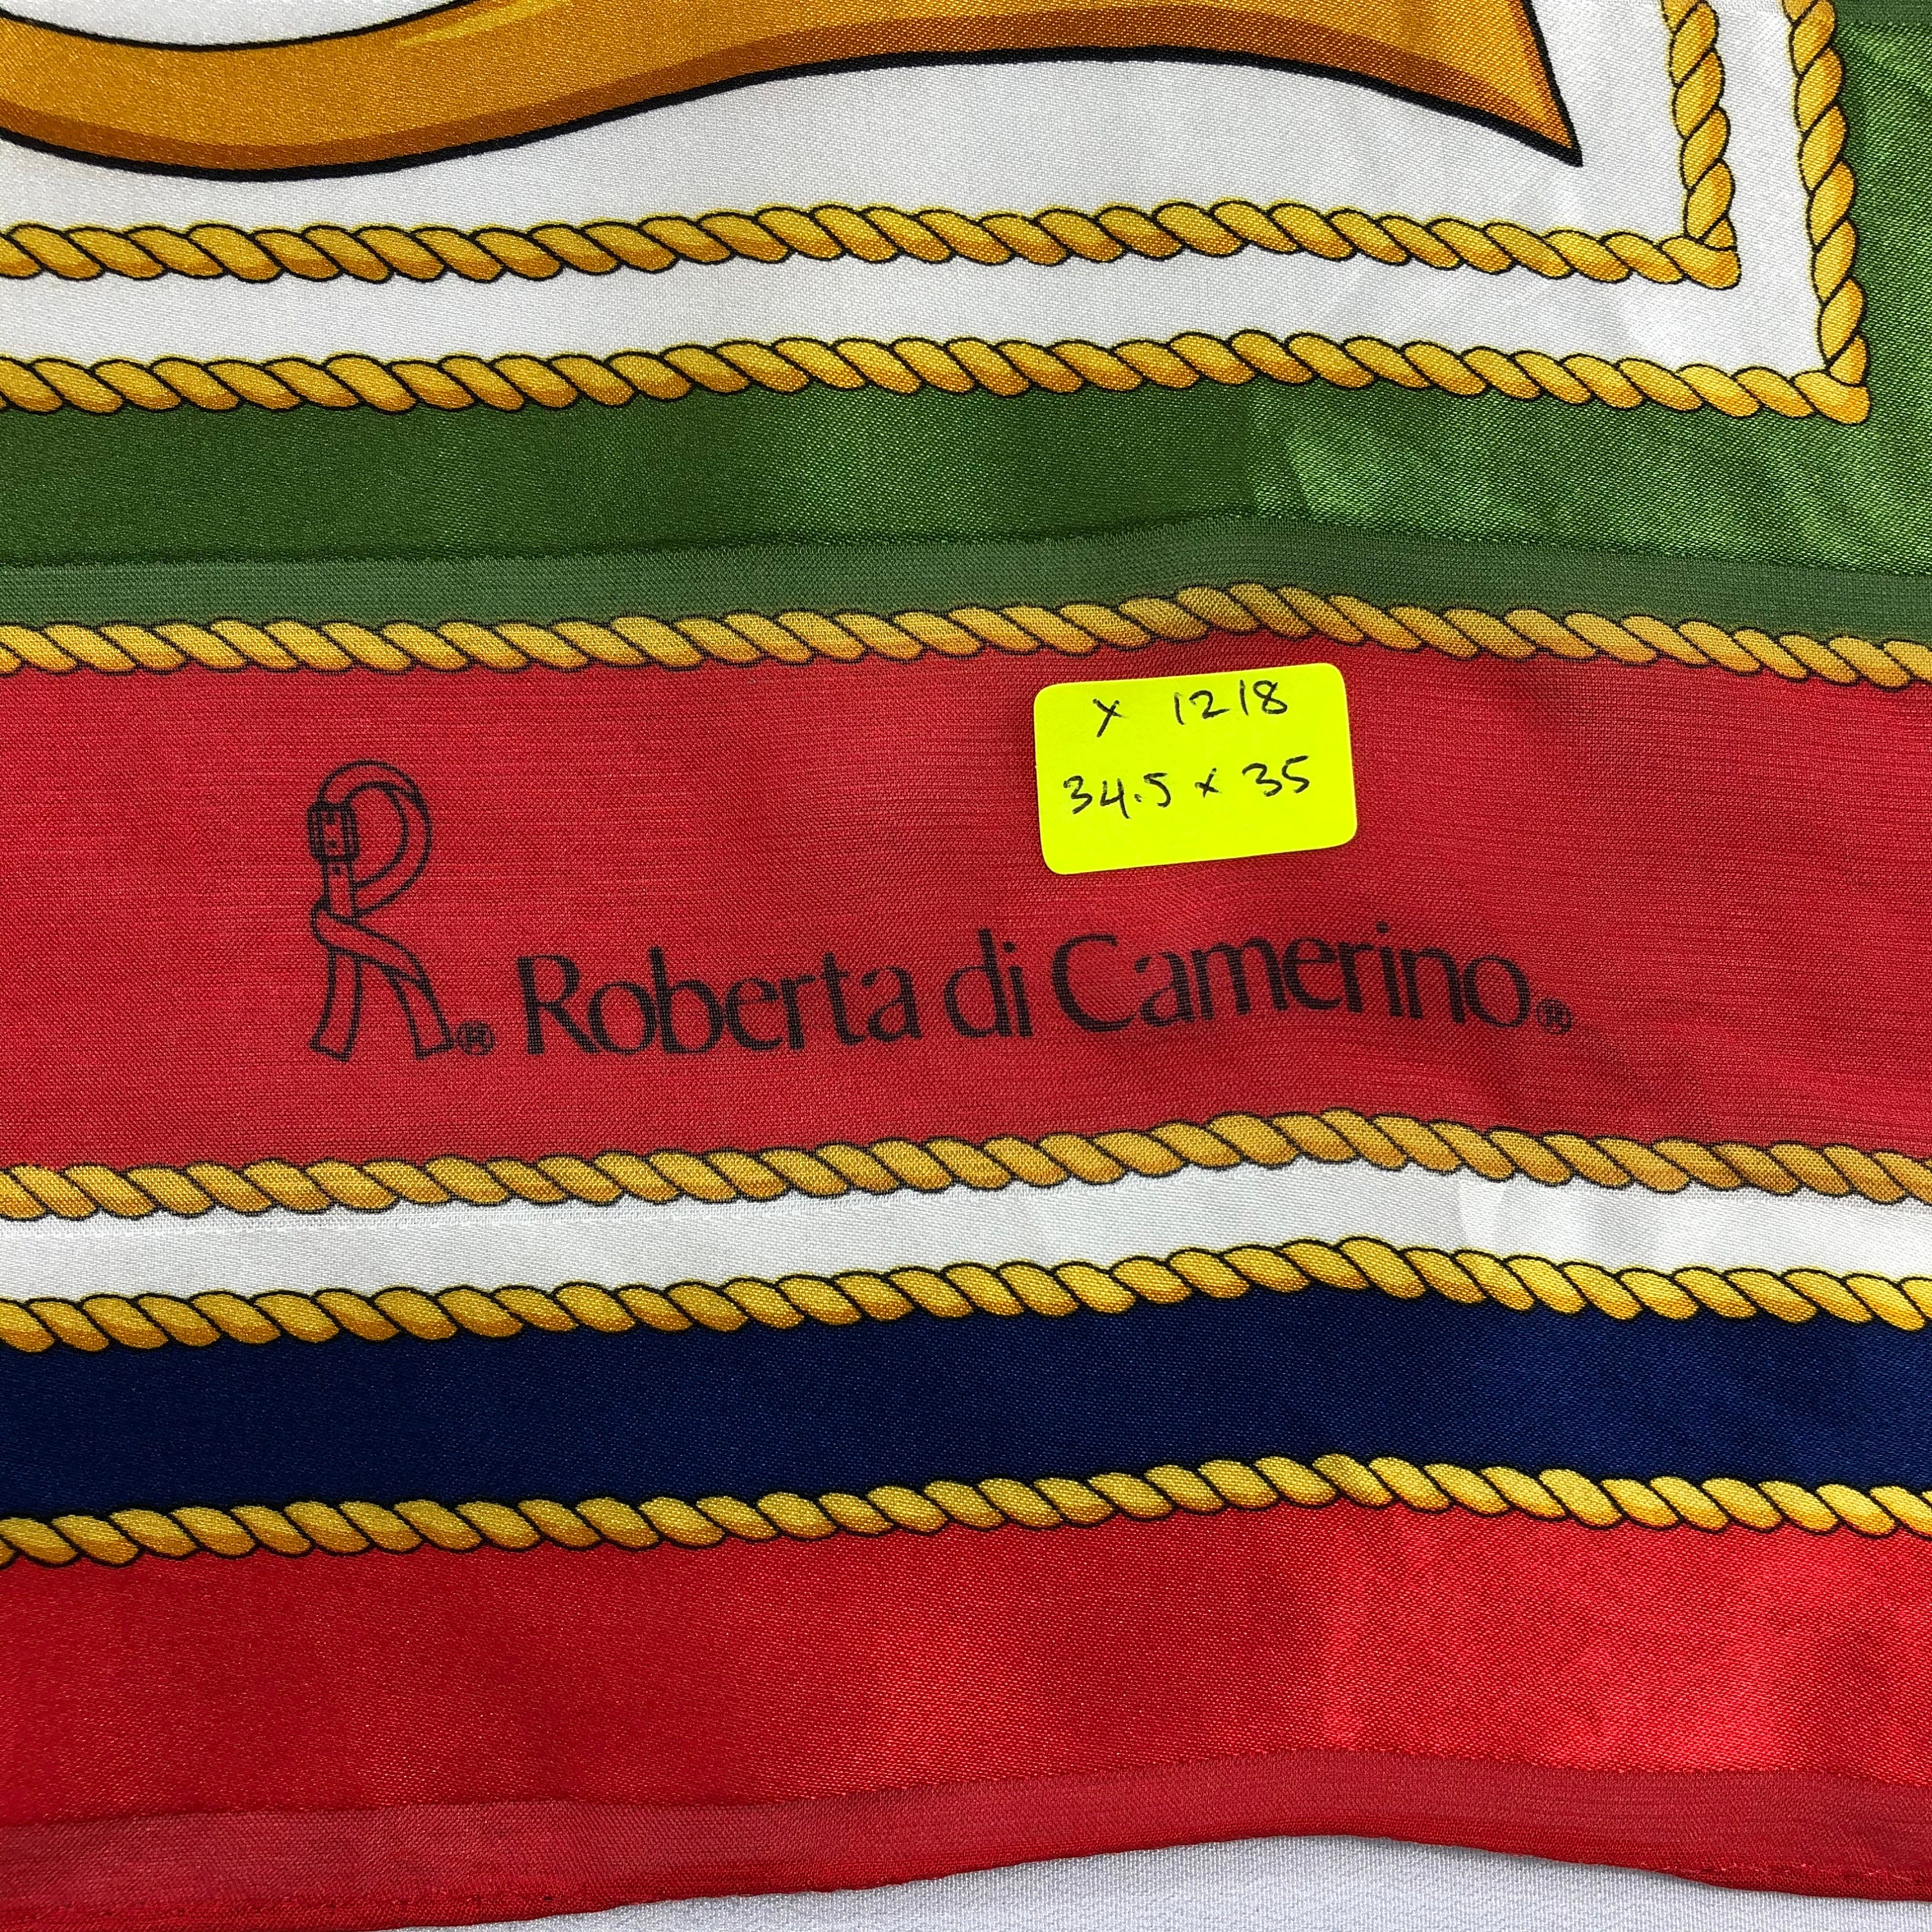 X 1218
34.5 x 35
R® Roberta di Camerino®